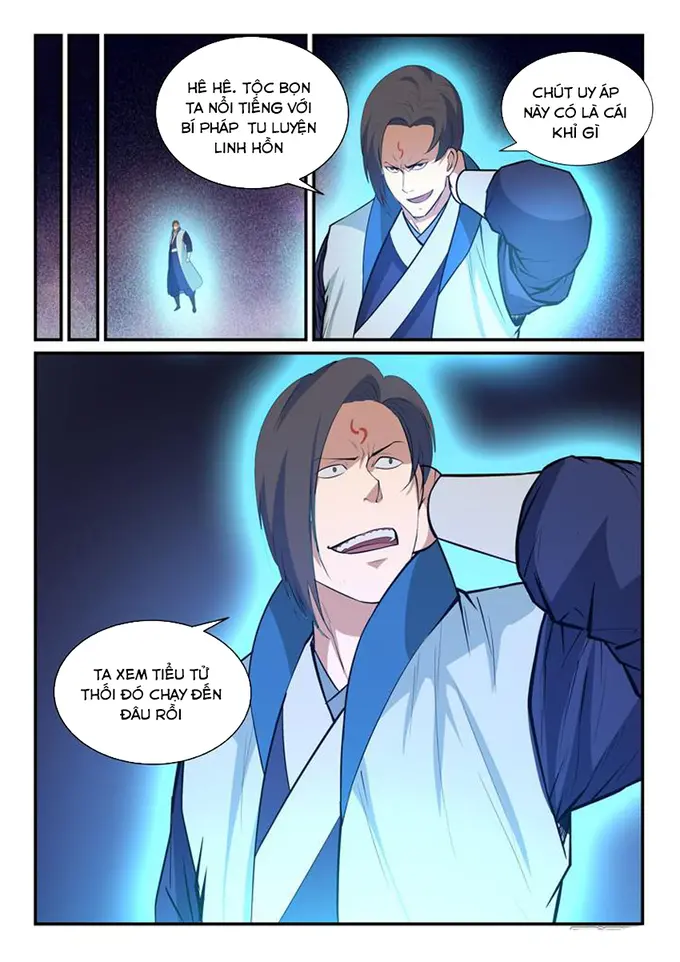 HÊ HÊ. TỘC BỌN
TA NỔI TIẾNG VỚI
BÍ PHÁP TU LUYỆN
LINH HỒN
CHÚT UY ÁP
NÀY CÓ LÀ CÁI
KHỈ GÌ
TA XEM TIỂU TỬ
THỐI ĐÓ CHẠY ĐẾN
ĐÂU RỒI